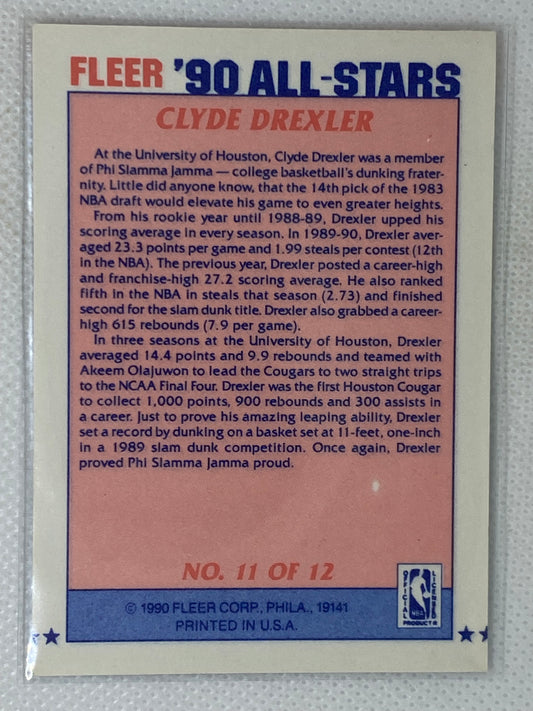 FLEER '90 ALL-STARS
CLYDE DREXLER
At the University of Houston, Clyde Drexler was a member
of Phi Slamma Jamma — college basketball's dunking frater-
nity. Little did anyone know, that the 14th pick of the 1983
NBA draft would elevate his game to even greater heights.
From his rookie year until 1988-89, Drexler upped his
scoring average in every season. In 1989-90, Drexler aver-
aged 23.3 points per game and 1.99 steals per contest (12th
in the NBA). The previous year, Drexler posted a career-high
and franchise-high 27.2 scoring average. He also ranked
fifth in the NBA in steals that season (2.73) and finished
second for the slam dunk title. Drexler also grabbed a career-
high 615 rebounds (7.9 per game).
In three seasons at the University of Houston, Drexler
averaged 14.4 points and 9.9 rebounds and teamed with
Akeem Olajuwon to lead the Cougars to two straight trips
to the NCAA Final Four. Drexler was the first Houston Cougar
to collect 1,000 points, 900 rebounds and 300 assists in
a career. Just to prove his amazing leaping ability, Drexler
set a record by dunking on a basket set at 11-feet, one-inch
in a 1989 slam dunk competition. Once again, Drexler
proved Phi Slamma Jamma proud.
NO. 11 OF 12
OFFICIAL
LICENSED
NBA
PRODUCT
© 1990 FLEER CORP., PHILA., 19141
PRINTED IN U.S.A.